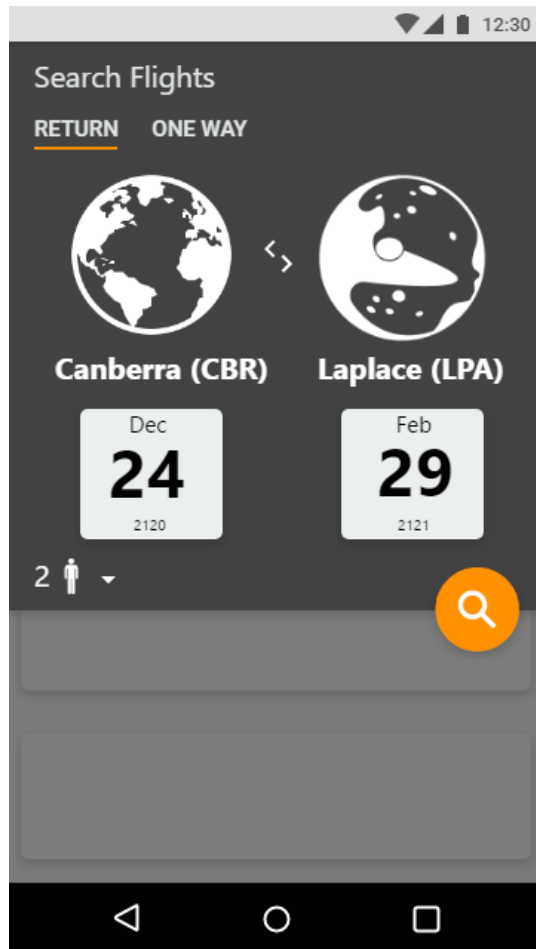 12:30
Search Flights
RETURN ONE WAY
Canberra (CBR) Laplace (LPA)
Dec Feb
24 29
2120 2121
2